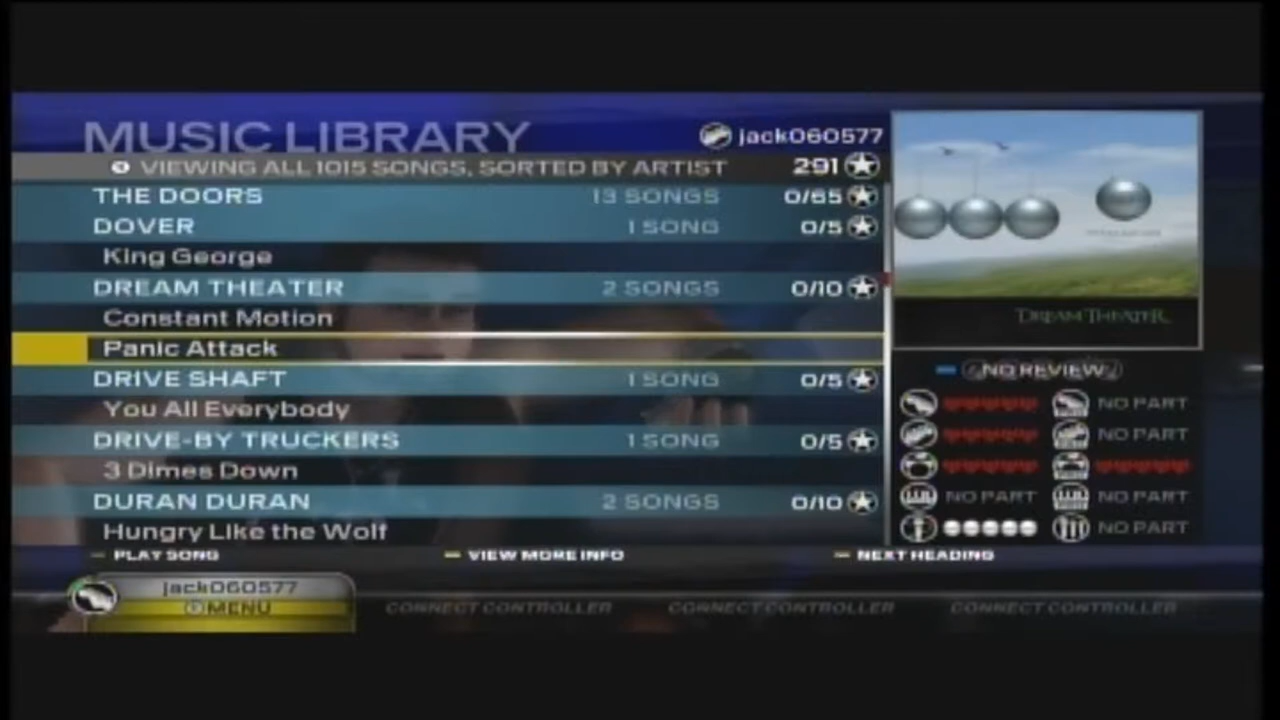 MUSIC LIBRARY
jack060577
VIEWING ALL 1015 SONGS, SORTED BY ARTIST 291
THE DOORS 13 SONGS 0/65
DOVER 1 SONG 0/5
King George
DREAM THEATER 2 SONGS 0/10
Constant Motion
Panic Attack
DRIVE SHAFT 1 SONG 0/5
You All Everybody
DRIVE-BY TRUCKERS 1 SONG 0/5
3 Dimes Down
DURAN DURAN 2 SONGS 0/10
Hungry Like the Wolf
DREAM THEATER
NO REVIEW
NO PART
NO PART
NO PART NO PART
NO PART
PLAY SONG VIEW MORE INFO NEXT HEADING
jack060577
MENU CONNECT CONTROLLER CONNECT CONTROLLER CONNECT CONTROLLER